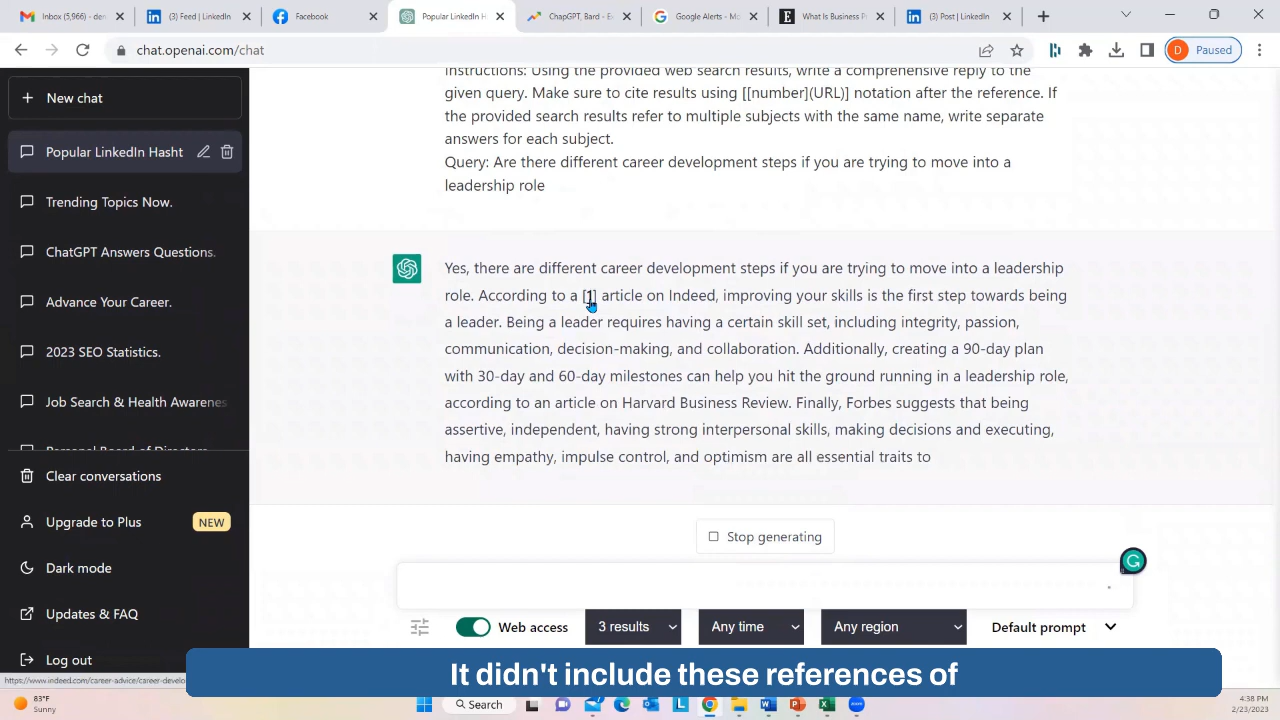 Inbox (5,960) - d
(3) Feed | LinkedIn
Facebook
Popular LinkedIn H
ChapGPT, Bard - Ex
Google Alerts - Mo
What Is Business P
(3) Post | LinkedIn
chat.openai.com/chat
D Paused
New chat
Popular LinkedIn Hasht
Trending Topics Now.
ChatGPT Answers Questions.
Advance Your Career.
2023 SEO Statistics.
Job Search & Health Awarenes
Personal Board of Directors
Clear conversations
Upgrade to Plus NEW
Dark mode
Updates & FAQ
Log out
Instructions: Using the provided web search results, write a comprehensive reply to the
given query. Make sure to cite results using [[number](URL)] notation after the reference. If
the provided search results refer to multiple subjects with the same name, write separate
answers for each subject.
Query: Are there different career development steps if you are trying to move into a
leadership role
Yes, there are different career development steps if you are trying to move into a leadership
role. According to a [1] article on Indeed, improving your skills is the first step towards being
a leader. Being a leader requires having a certain skill set, including integrity, passion,
communication, decision-making, and collaboration. Additionally, creating a 90-day plan
with 30-day and 60-day milestones can help you hit the ground running in a leadership role,
according to an article on Harvard Business Review. Finally, Forbes suggests that being
assertive, independent, having strong interpersonal skills, making decisions and executing,
having empathy, impulse control, and optimism are all essential traits to
Stop generating
Web access
3 results
Any time
Any region
Default prompt
https://www.indeed.com/career-advice/career-develo
It didn't include these references of
83°F
Sunny
Search
4:38 PM
2/23/2023